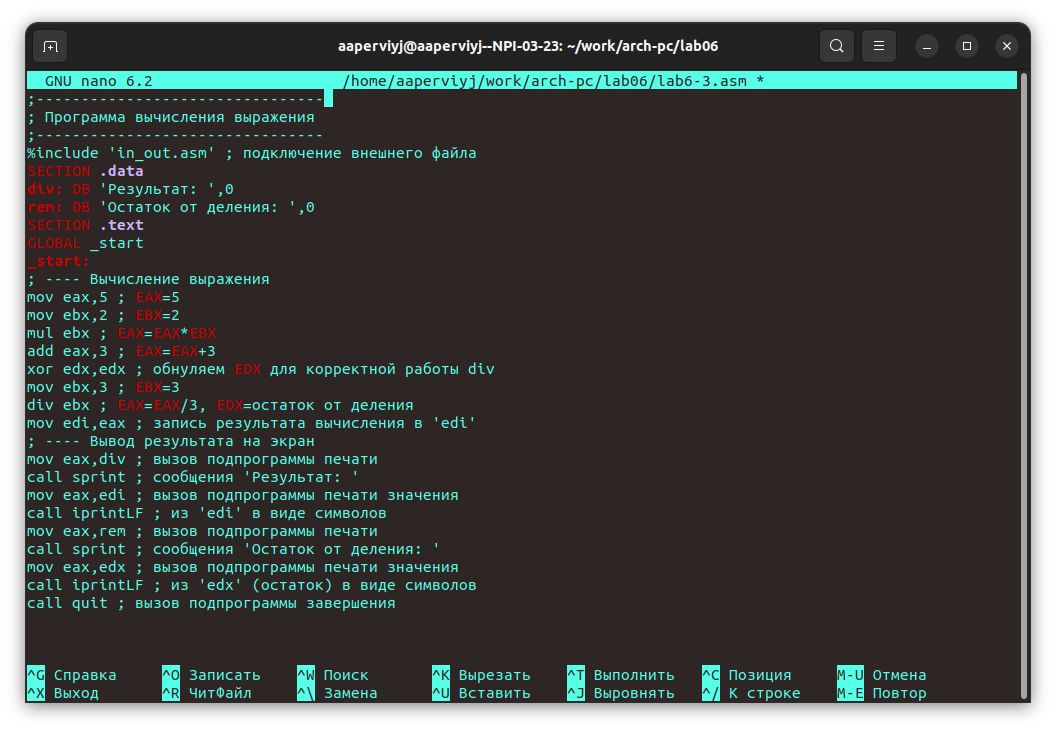 aaperviyj@aaperviyj--NPI-03-23: ~/work/arch-pc/lab06
GNU nano 6.2 /home/aaperviyj/work/arch-pc/lab06/lab6-3.asm *
;--------------------------------
; Программа вычисления выражения
;--------------------------------
%include 'in_out.asm' ; подключение внешнего файла
SECTION .data
div: DB 'Результат: ',0
rem: DB 'Остаток от деления: ',0
SECTION .text
GLOBAL _start
_start:
; ---- Вычисление выражения
mov eax,5 ; EAX=5
mov ebx,2 ; EBX=2
mul ebx ; EAX=EAX*EBX
add eax,3 ; EAX=EAX+3
xor edx,edx ; обнуляем EDX для корректной работы div
mov ebx,3 ; EBX=3
div ebx ; EAX=EAX/3, EDX=остаток от деления
mov edi,eax ; запись результата вычисления в 'edi'
; ---- Вывод результата на экран
mov eax,div ; вызов подпрограммы печати
call sprint ; сообщения 'Результат: '
mov eax,edi ; вызов подпрограммы печати значения
call iprintLF ; из 'edi' в виде символов
mov eax,rem ; вызов подпрограммы печати
call sprint ; сообщения 'Остаток от деления: '
mov eax,edx ; вызов подпрограммы печати значения
call iprintLF ; из 'edx' (остаток) в виде символов
call quit ; вызов подпрограммы завершения
^G Справка ^O Записать ^W Поиск ^K Вырезать ^T Выполнить ^C Позиция M-U Отмена
^X Выход ^R ЧитФайл ^\ Замена ^U Вставить ^J Выровнять ^/ К строке M-E Повтор